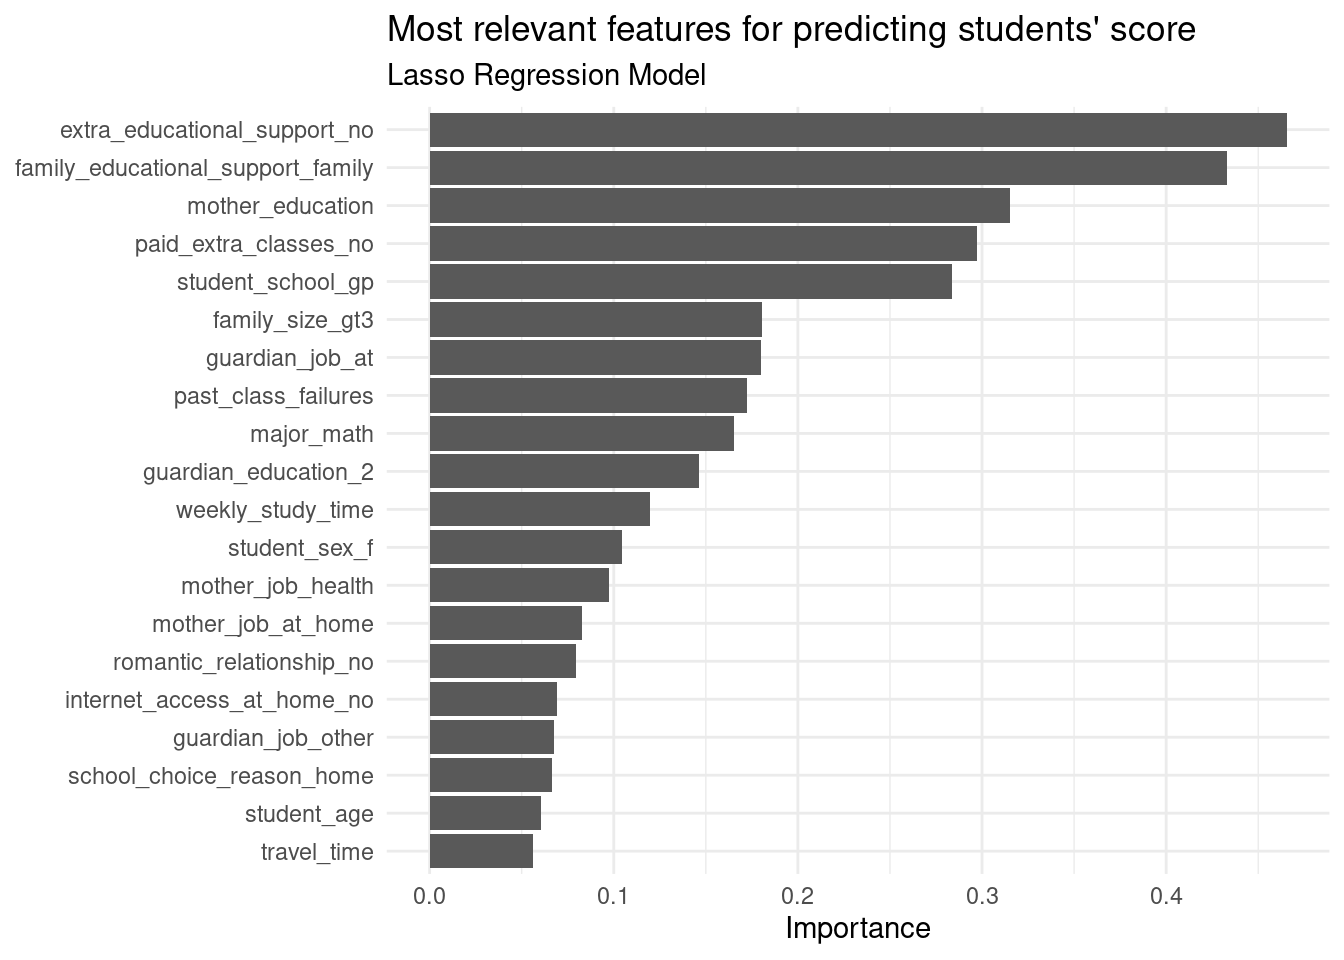 Most relevant features for predicting students' score
Lasso Regression Model
extra_educational_support_no
family_educational_support_family
mother_education
paid_extra_classes_no
student_school_gp
family_size_gt3
guardian_job_at
past_class_failures
major_math
guardian_education_2
weekly_study_time
student_sex_f
mother_job_health
mother_job_at_home
romantic_relationship_no
internet_access_at_home_no
guardian_job_other
school_choice_reason_home
student_age
travel_time
0.0 0.1 0.2 0.3 0.4
Importance